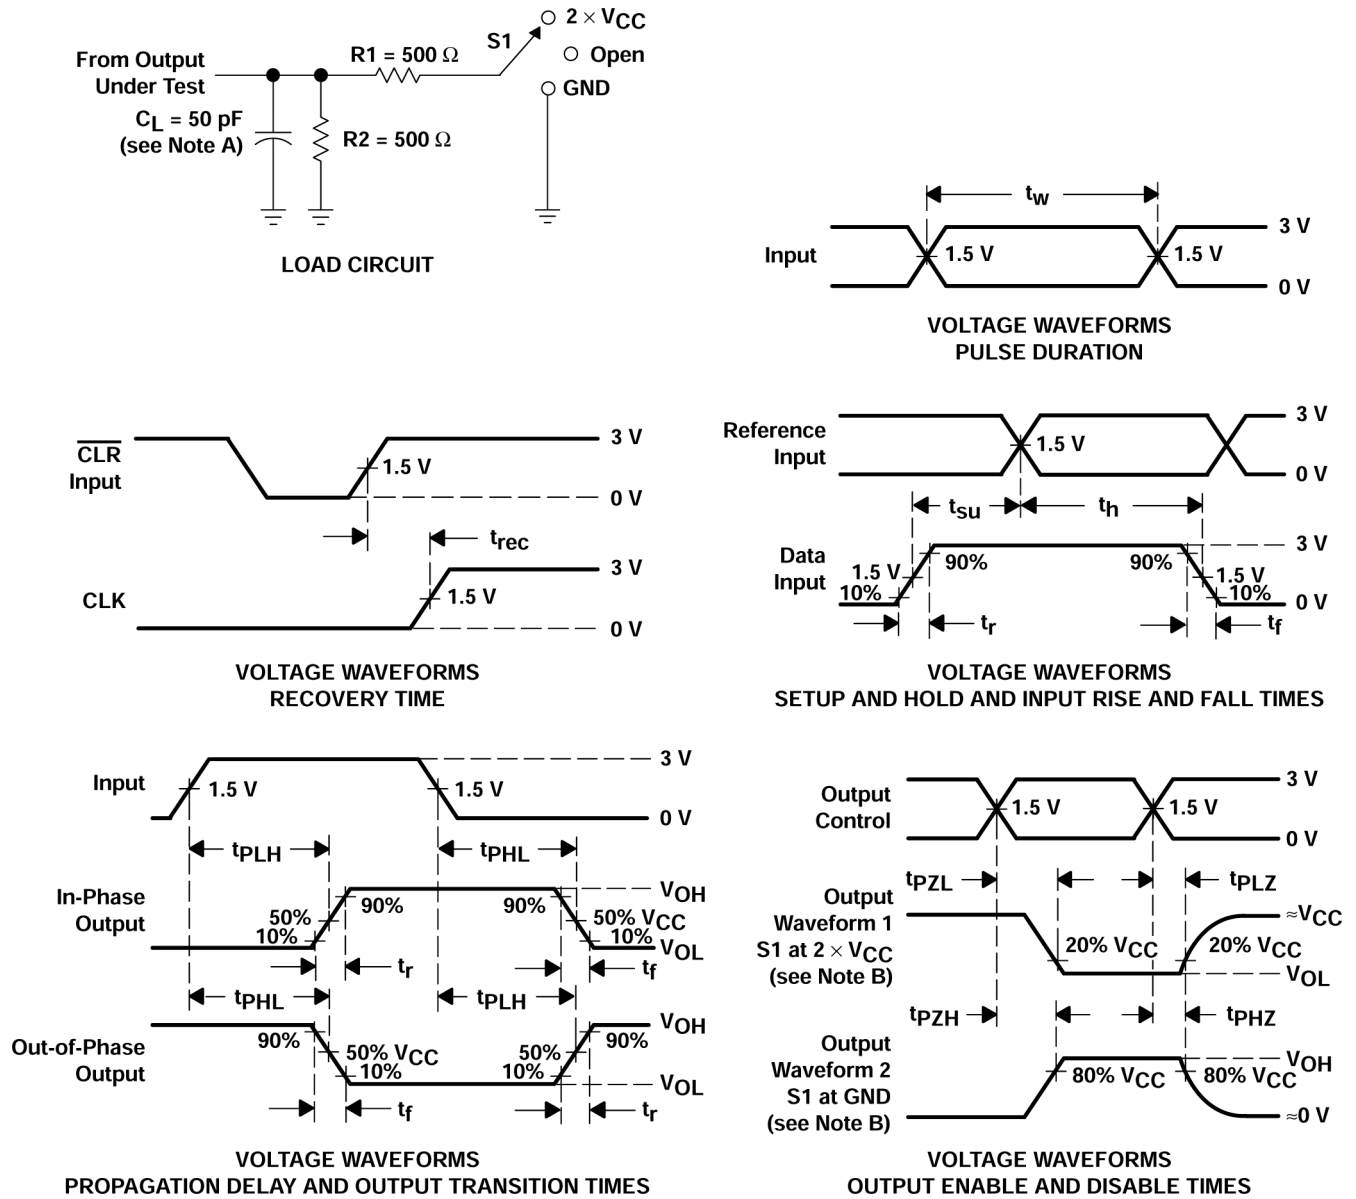 From Output
Under Test
CL = 50 pF
(see Note A)
R1 = 500 Ω
R2 = 500 Ω
S1
2 × VCC
Open
GND
LOAD CIRCUIT
tw
Input
1.5 V
1.5 V
3 V
0 V
VOLTAGE WAVEFORMS
PULSE DURATION
CLR
Input
1.5 V
3 V
0 V
trec
CLK
1.5 V
3 V
0 V
VOLTAGE WAVEFORMS
RECOVERY TIME
Reference
Input
1.5 V
3 V
0 V
tsu
th
Data
Input
1.5 V
10%
90%
90%
1.5 V
10%
3 V
0 V
tr
tf
VOLTAGE WAVEFORMS
SETUP AND HOLD AND INPUT RISE AND FALL TIMES
Input
1.5 V
1.5 V
3 V
0 V
tPLH
tPHL
In-Phase
Output
50%
10%
90%
90%
50% VCC
10%
VOH
VOL
tr
tf
tPHL
tPLH
Out-of-Phase
Output
90%
50% VCC
10%
50%
10%
90%
VOH
VOL
tf
tr
VOLTAGE WAVEFORMS
PROPAGATION DELAY AND OUTPUT TRANSITION TIMES
Output
Control
1.5 V
1.5 V
3 V
0 V
tPZL
tPLZ
Output
Waveform 1
S1 at 2 × VCC
(see Note B)
20% VCC
20% VCC
≈VCC
VOL
tPZH
tPHZ
Output
Waveform 2
S1 at GND
(see Note B)
80% VCC
80% VCC
VOH
≈0 V
VOLTAGE WAVEFORMS
OUTPUT ENABLE AND DISABLE TIMES